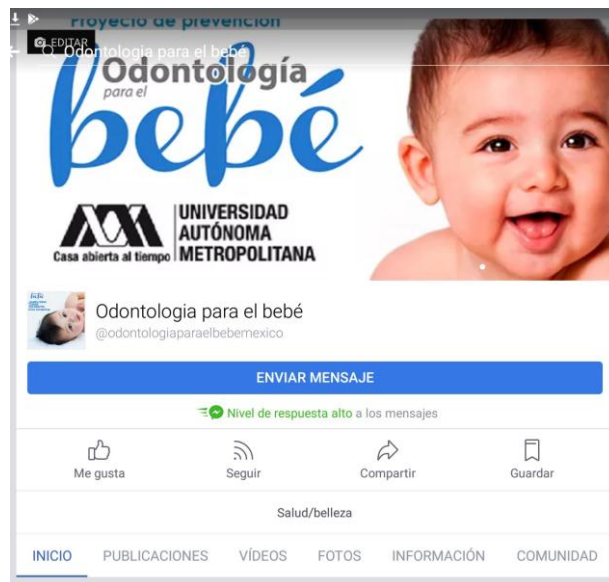 Proyecto de prevención
EDITAR
Odontologia para el bebé
Odontología
para el
bebé
UNIVERSIDAD
AUTÓNOMA
METROPOLITANA
Casa abierta al tiempo
Odontologia para el bebé
@odontologiaparaelbebemexico
ENVIAR MENSAJE
Nivel de respuesta alto a los mensajes
Me gusta
Seguir
Compartir
Guardar
Salud/belleza
INICIO
PUBLICACIONES
VÍDEOS
FOTOS
INFORMACIÓN
COMUNIDAD